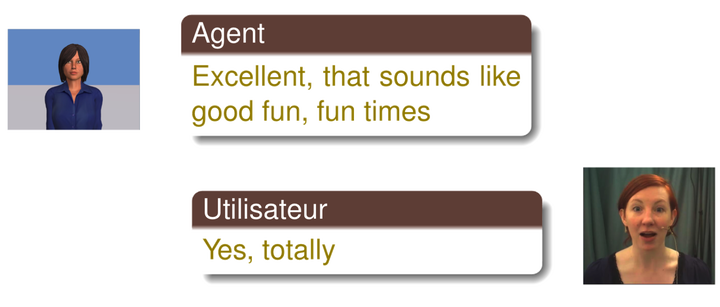 Agent
Excellent, that sounds like
good fun, fun times
Utilisateur
Yes, totally